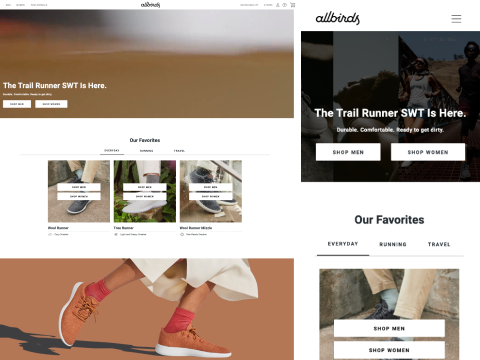 allbirds
The Trail Runner SWT Is Here.
Durable. Comfortable. Ready to get dirty.
SHOP MEN
SHOP WOMEN
Our Favorites
EVERYDAY RUNNING TRAVEL
SHOP MEN SHOP MEN SHOP MEN
SHOP WOMEN SHOP WOMEN SHOP WOMEN
Wool Runner Tree Runner Wool Runner Mizzle
allbirds
The Trail Runner SWT Is Here.
Durable. Comfortable. Ready to get dirty.
SHOP MEN SHOP WOMEN
Our Favorites
EVERYDAY RUNNING TRAVEL
SHOP MEN
SHOP WOMEN